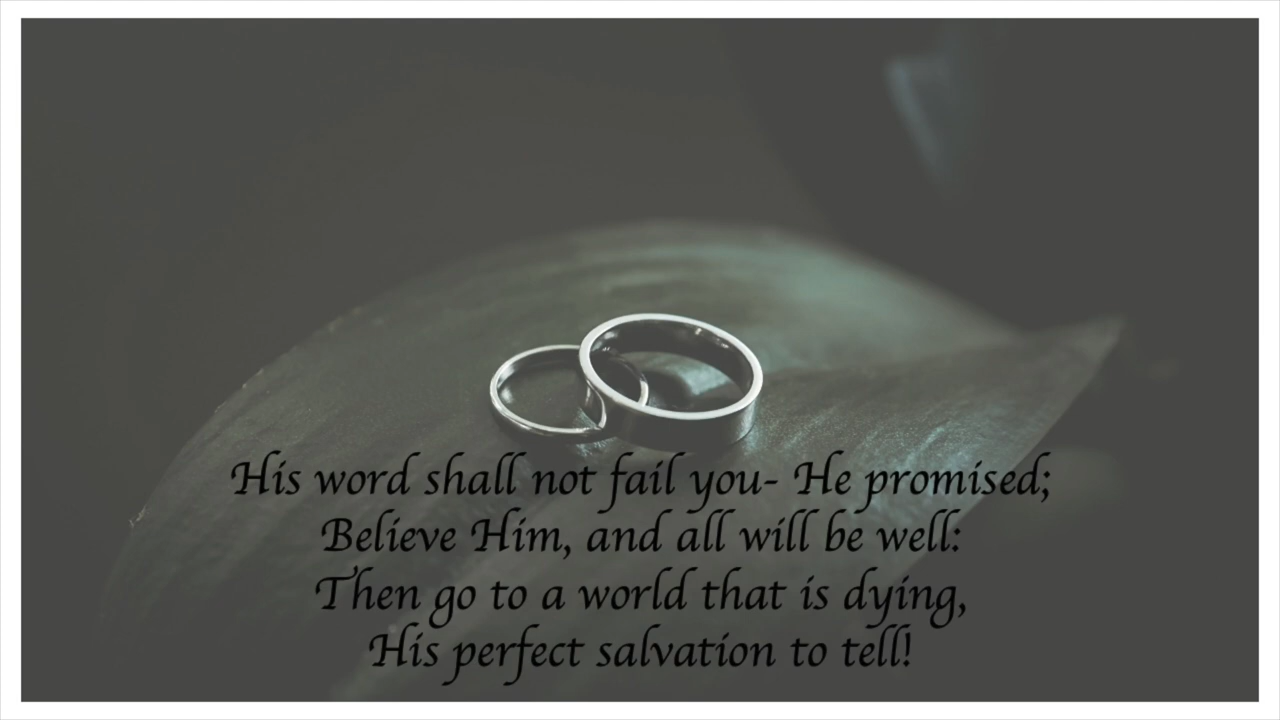 His word shall not fail you- He promised;
Believe Him, and all will be well:
Then go to a world that is dying,
His perfect salvation to tell!